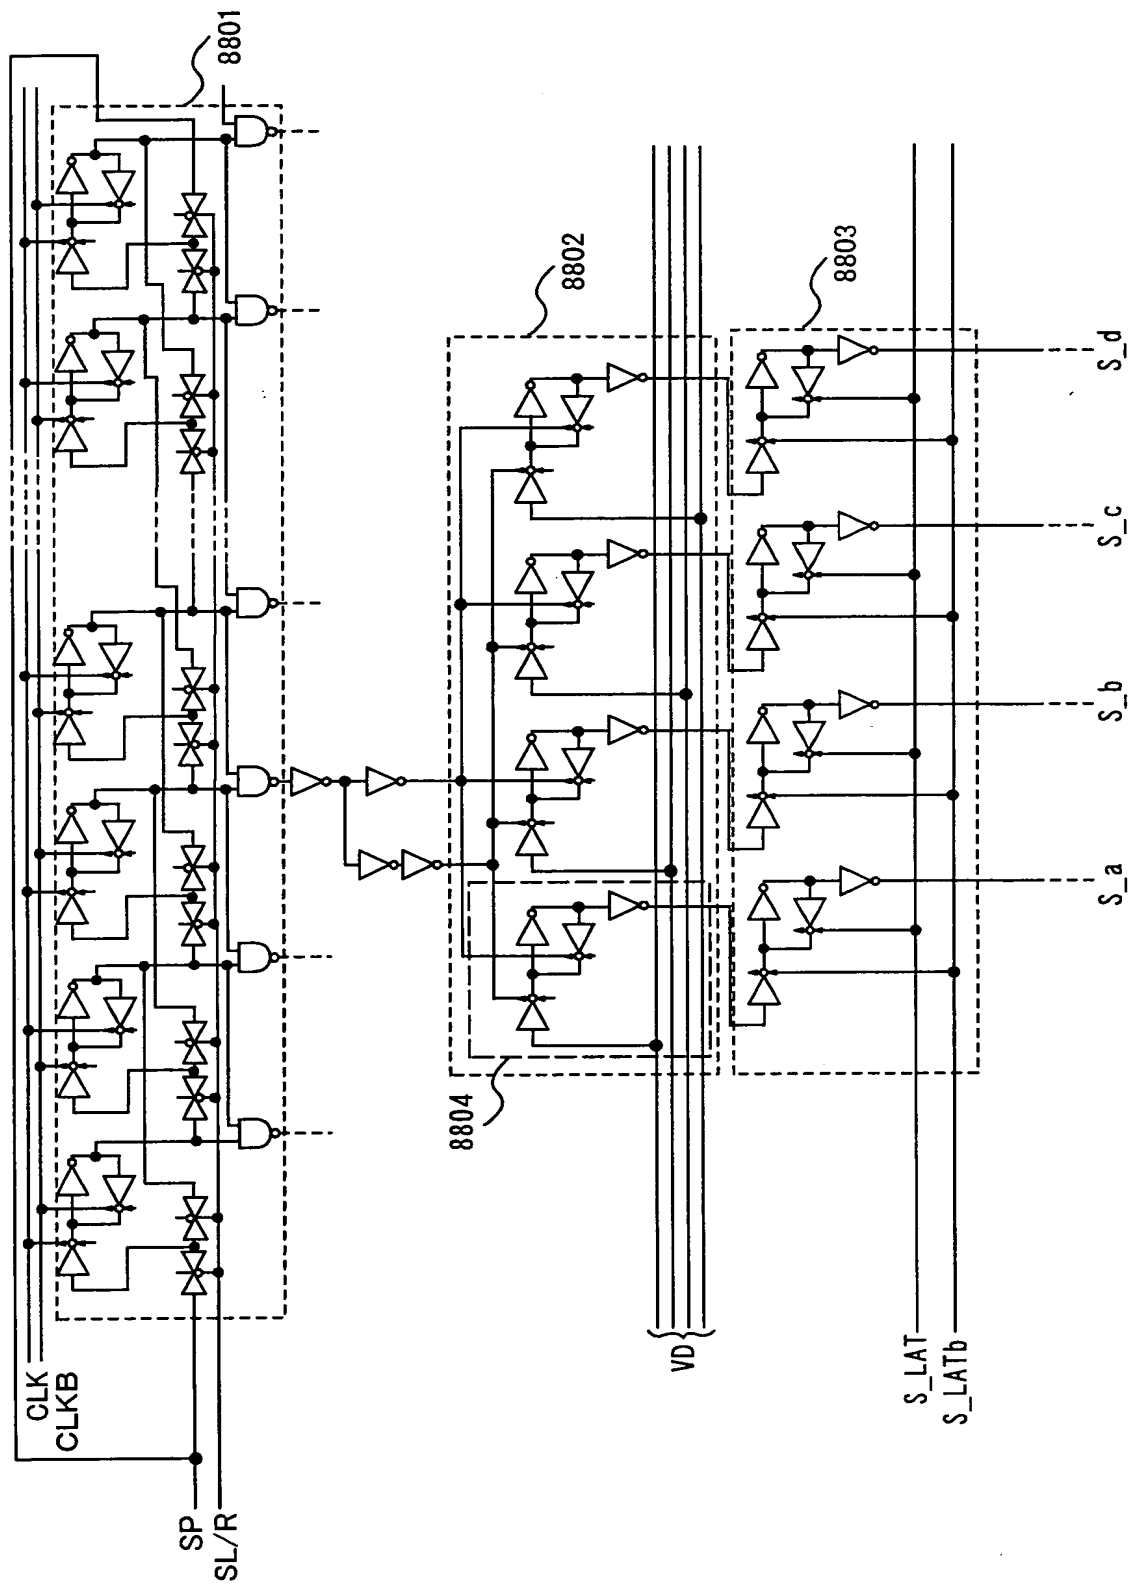 CLK
CLKB
SP
SL/R
8801
8802
8803
8804
VD
S_LAT
S_LATb
S_a
S_b
S_c
S_d